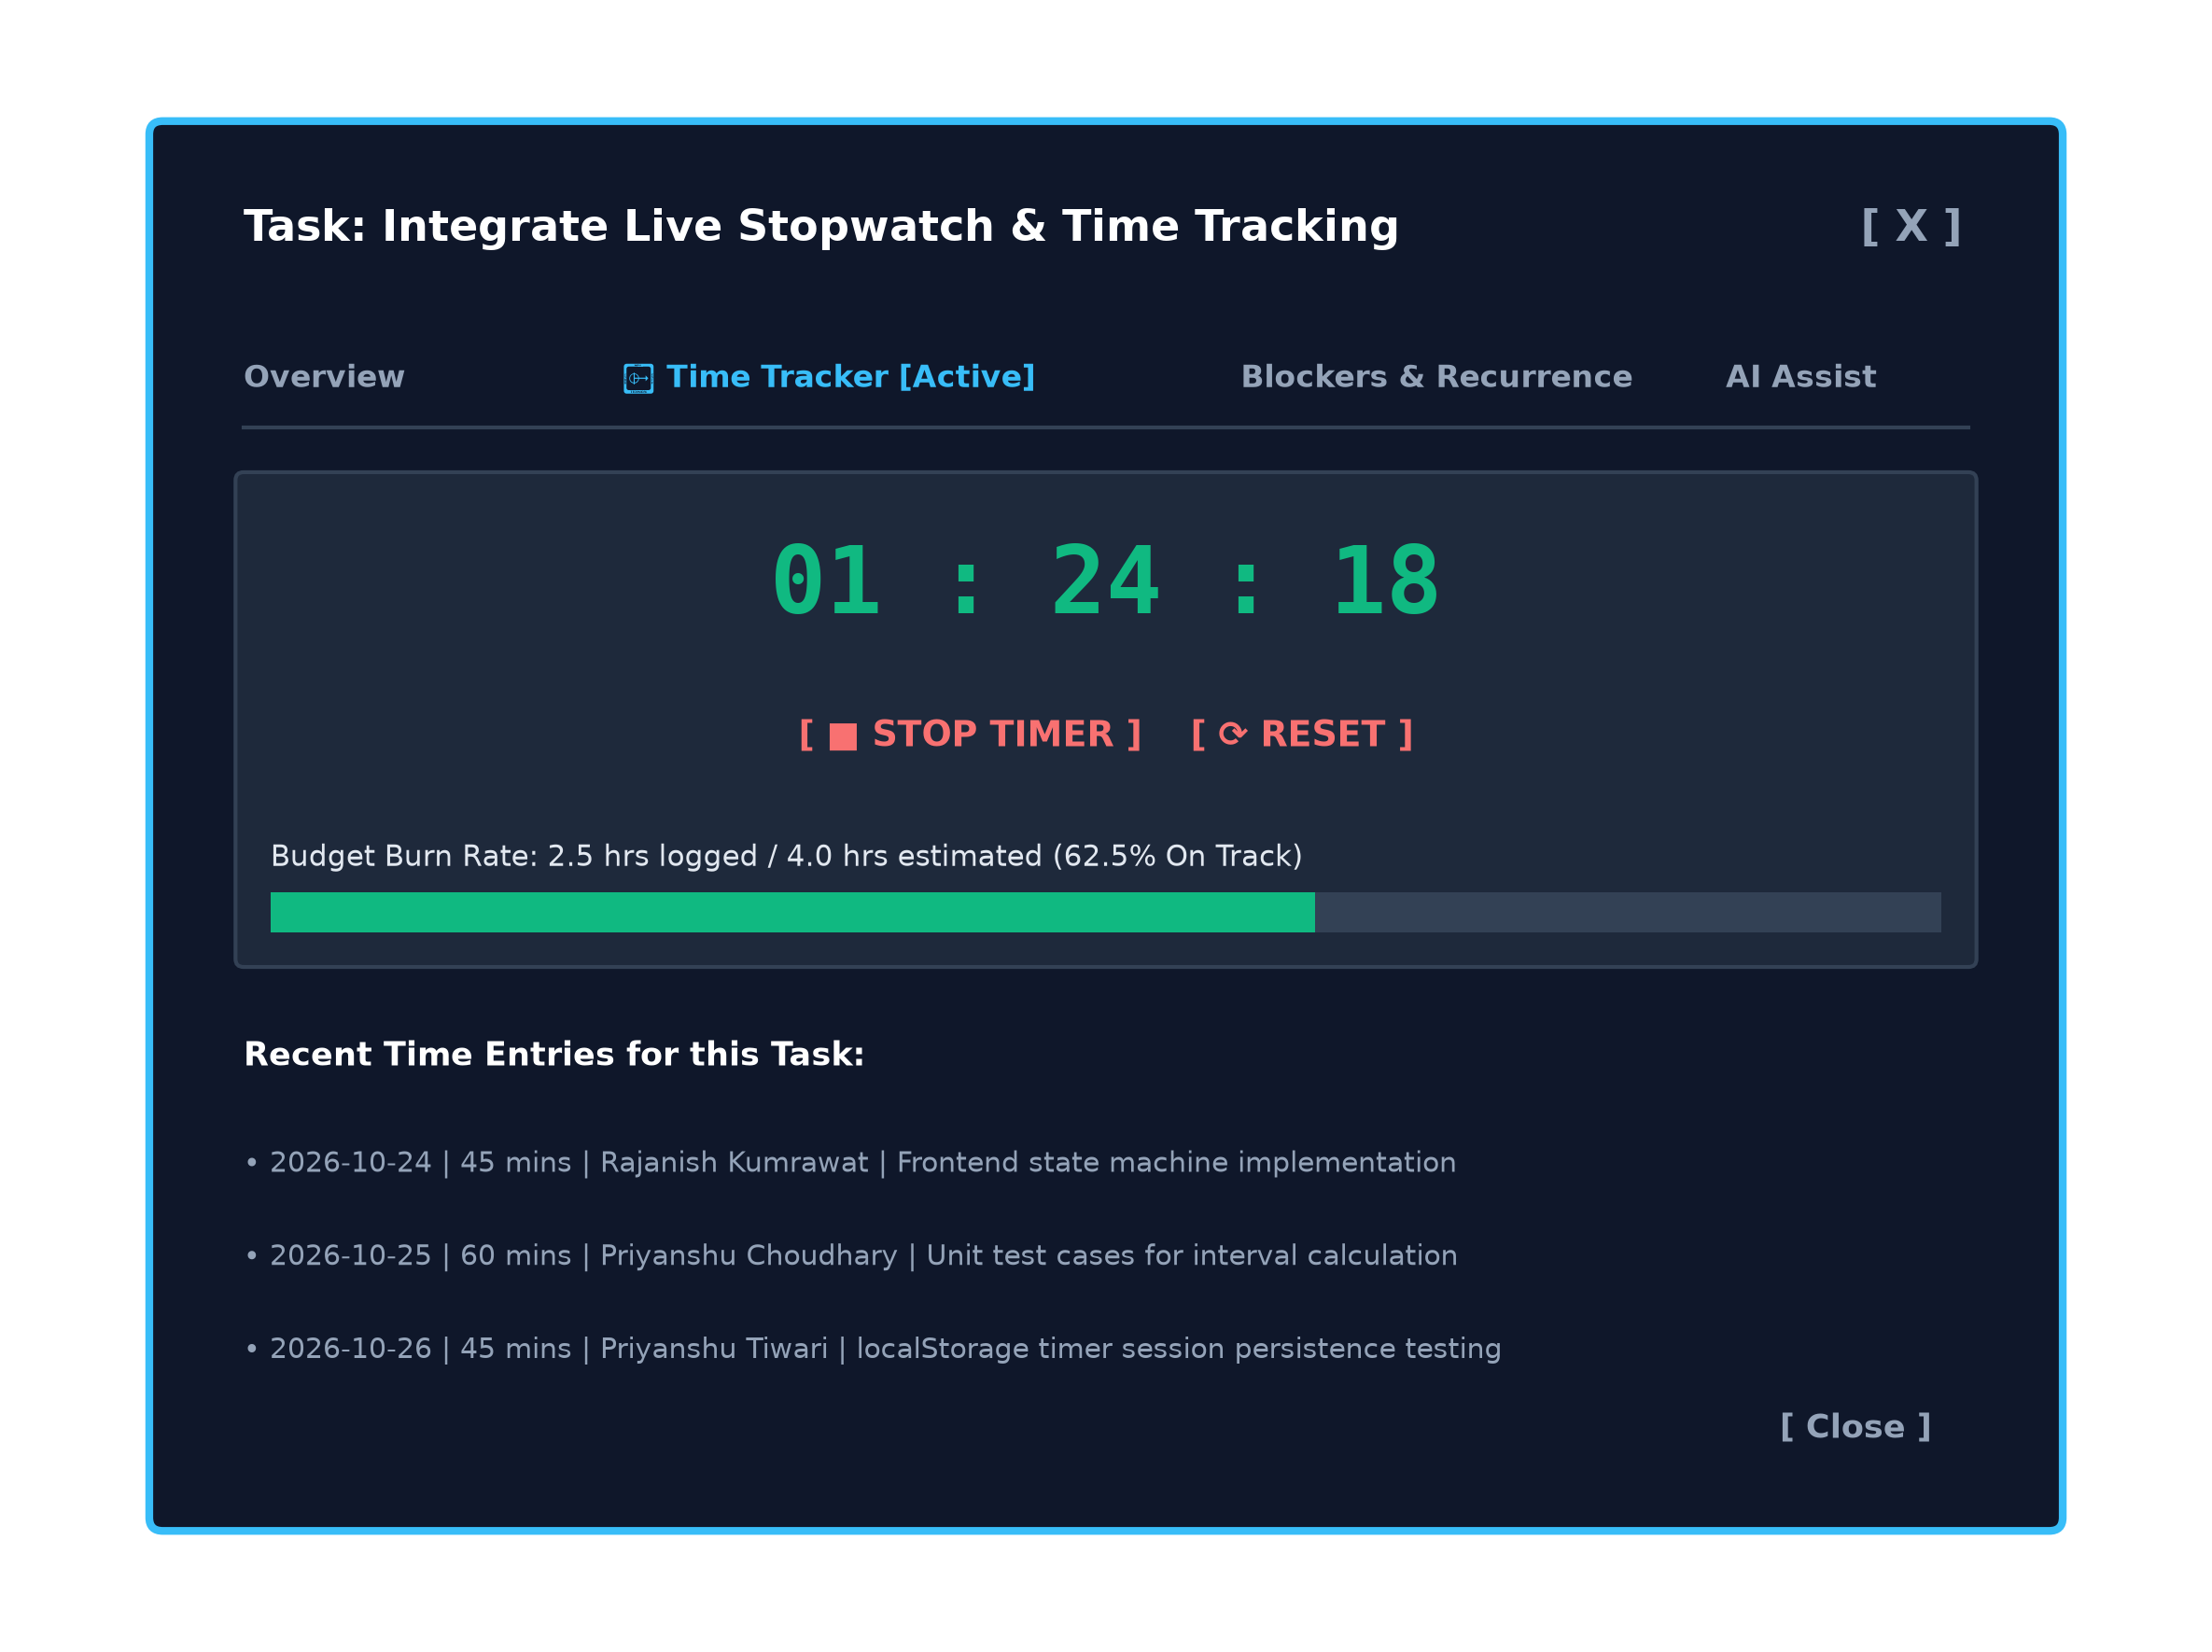 Task: Integrate Live Stopwatch & Time Tracking [ X ]
Overview Time Tracker [Active] Blockers & Recurrence AI Assist
01 : 24 : 18
[ ■ STOP TIMER ] [ ⟳ RESET ]
Budget Burn Rate: 2.5 hrs logged / 4.0 hrs estimated (62.5% On Track)
Recent Time Entries for this Task:
• 2026-10-24 | 45 mins | Rajanish Kumrawat | Frontend state machine implementation
• 2026-10-25 | 60 mins | Priyanshu Choudhary | Unit test cases for interval calculation
• 2026-10-26 | 45 mins | Priyanshu Tiwari | localStorage timer session persistence testing
[ Close ]